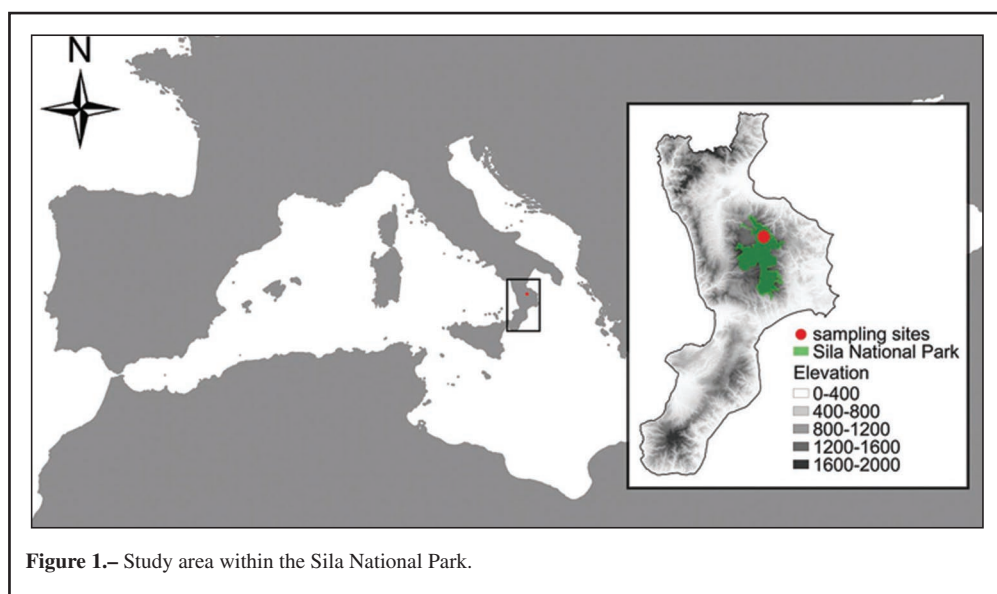 N
sampling sites
Sila National Park
Elevation
0-400
400-800
800-1200
1200-1600
1600-2000
Figure 1.– Study area within the Sila National Park.